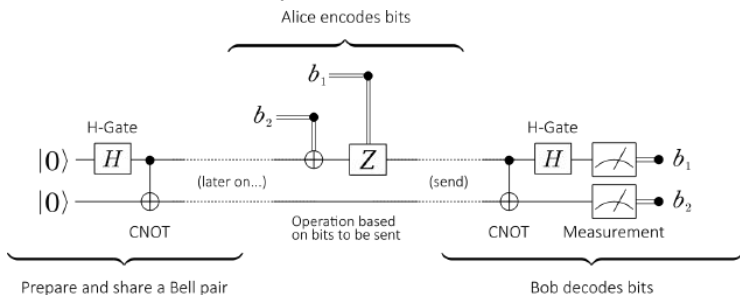 Alice encodes bits
b₁
b₂
H-Gate
H-Gate
|0⟩ H (later on...) Z (send) H b₁
|0⟩ b₂
CNOT
Operation based
on bits to be sent
CNOT
Measurement
Prepare and share a Bell pair
Bob decodes bits